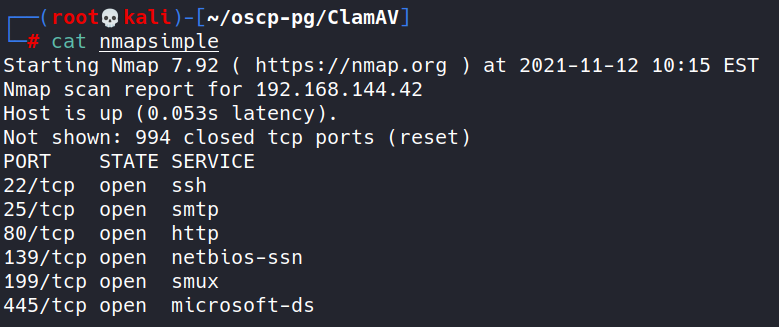 ┌──(root💀kali)-[~/oscp-pg/ClamAV]
└─# cat nmapsimple
Starting Nmap 7.92 ( https://nmap.org ) at 2021-11-12 10:15 EST
Nmap scan report for 192.168.144.42
Host is up (0.053s latency).
Not shown: 994 closed tcp ports (reset)
PORT    STATE SERVICE
22/tcp  open  ssh
25/tcp  open  smtp
80/tcp  open  http
139/tcp open  netbios-ssn
199/tcp open  smux
445/tcp open  microsoft-ds